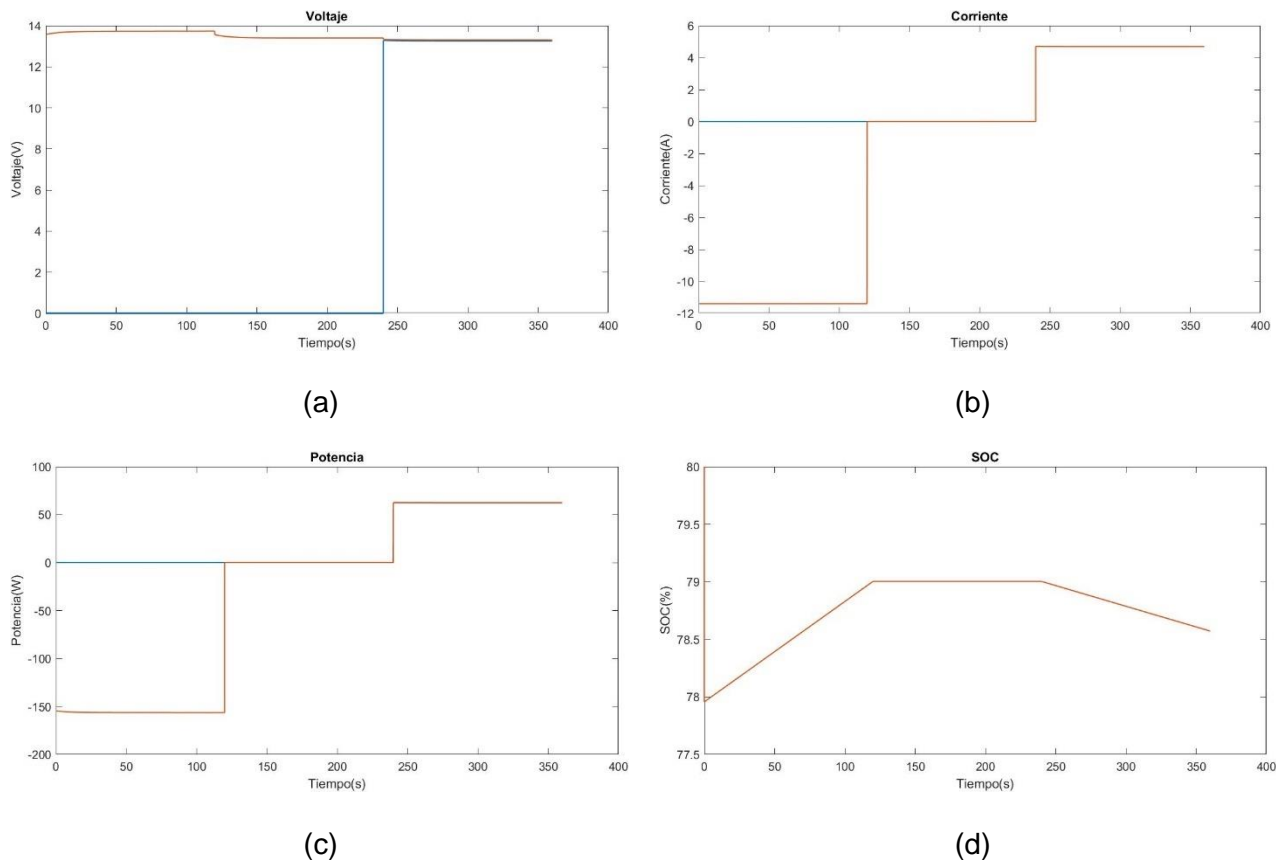 Voltaje
14
12
10
8
6
4
2
0
Voltaje(V)
0 50 100 150 200 250 300 350 400
Tiempo(s)
(a)
Corriente
6
4
2
0
-2
-4
-6
-8
-10
-12
Corriente(A)
0 50 100 150 200 250 300 350 400
Tiempo(s)
(b)
Potencia
100
50
0
-50
-100
-150
-200
Potencia(W)
0 50 100 150 200 250 300 350 400
Tiempo(s)
(c)
SOC
80
79.5
79
78.5
78
77.5
SOC(%)
0 50 100 150 200 250 300 350 400
Tiempo(s)
(d)